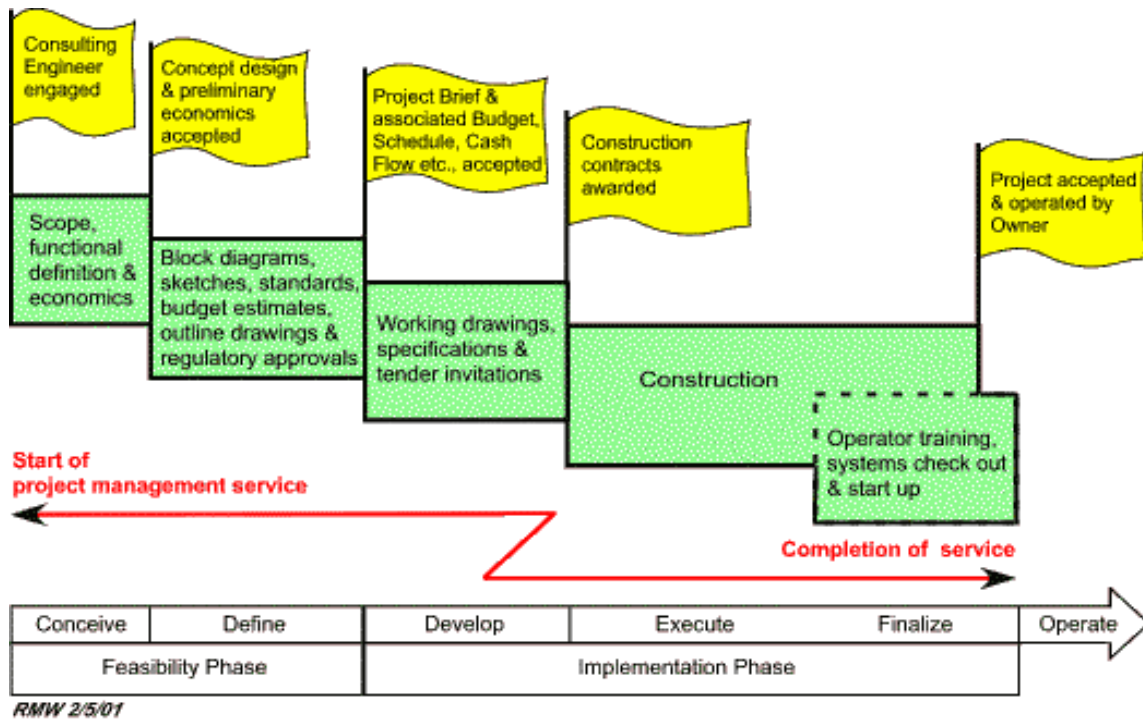 Consulting
Engineer
engaged
Concept design
& preliminary
economics
accepted
Project Brief &
associated Budget,
Schedule, Cash
Flow etc., accepted
Construction
contracts
awarded
Project accepted
& operated by
Owner
Scope,
functional
definition &
economics
Block diagrams,
sketches, standards,
budget estimates,
outline drawings &
regulatory approvals
Working drawings,
specifications &
tender invitations
Construction
Operator training,
systems check out
& start up
Start of
project management service
Completion of service
Conceive Define Develop Execute Finalize Operate
Feasibility Phase Implementation Phase
RMW 2/5/01